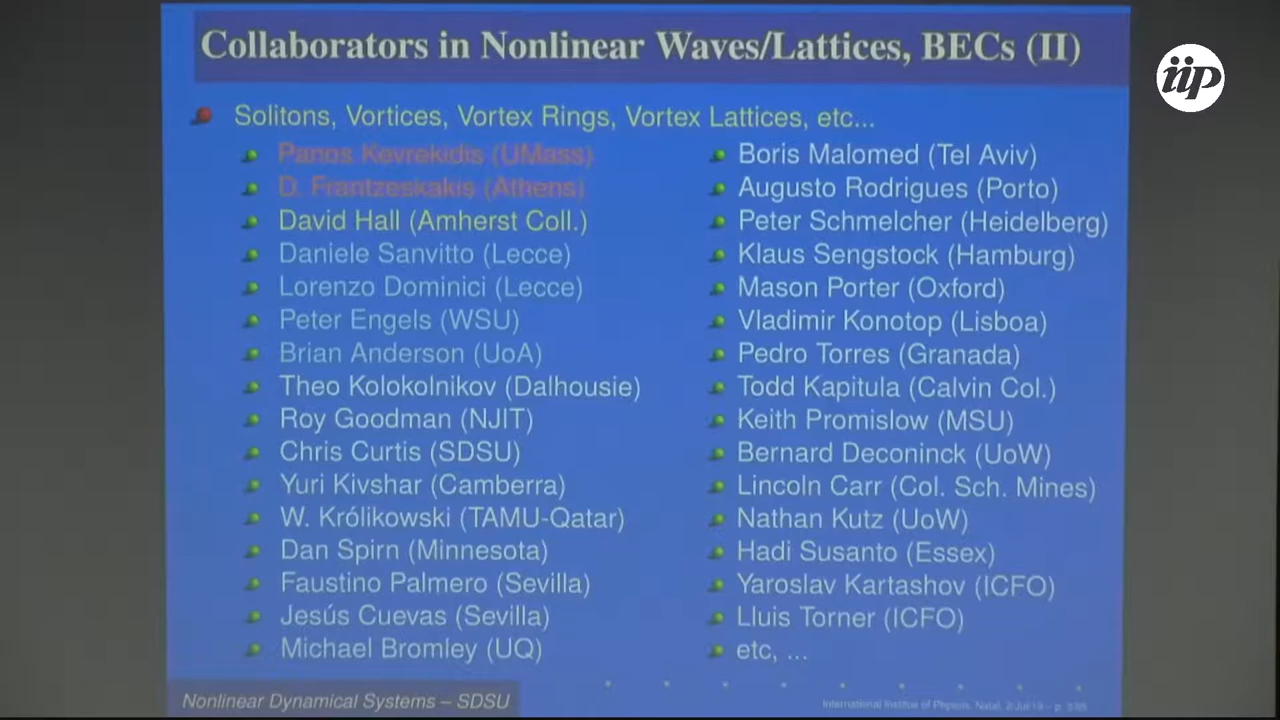 Collaborators in Nonlinear Waves/Lattices, BECs (II)
iip
Solitons, Vortices, Vortex Rings, Vortex Lattices, etc...
Panos Kevrekidis (UMass)
D. Frantzeskakis (Athens)
David Hall (Amherst Coll.)
Daniele Sanvitto (Lecce)
Lorenzo Dominici (Lecce)
Peter Engels (WSU)
Brian Anderson (UoA)
Theo Kolokolnikov (Dalhousie)
Roy Goodman (NJIT)
Chris Curtis (SDSU)
Yuri Kivshar (Camberra)
W. Królikowski (TAMU-Qatar)
Dan Spirn (Minnesota)
Faustino Palmero (Sevilla)
Jesús Cuevas (Sevilla)
Michael Bromley (UQ)
Boris Malomed (Tel Aviv)
Augusto Rodrigues (Porto)
Peter Schmelcher (Heidelberg)
Klaus Sengstock (Hamburg)
Mason Porter (Oxford)
Vladimir Konotop (Lisboa)
Pedro Torres (Granada)
Todd Kapitula (Calvin Col.)
Keith Promislow (MSU)
Bernard Deconinck (UoW)
Lincoln Carr (Col. Sch. Mines)
Nathan Kutz (UoW)
Hadi Susanto (Essex)
Yaroslav Kartashov (ICFO)
Lluis Torner (ICFO)
etc, ...
Nonlinear Dynamical Systems – SDSU
International Institute of Physics, Natal,